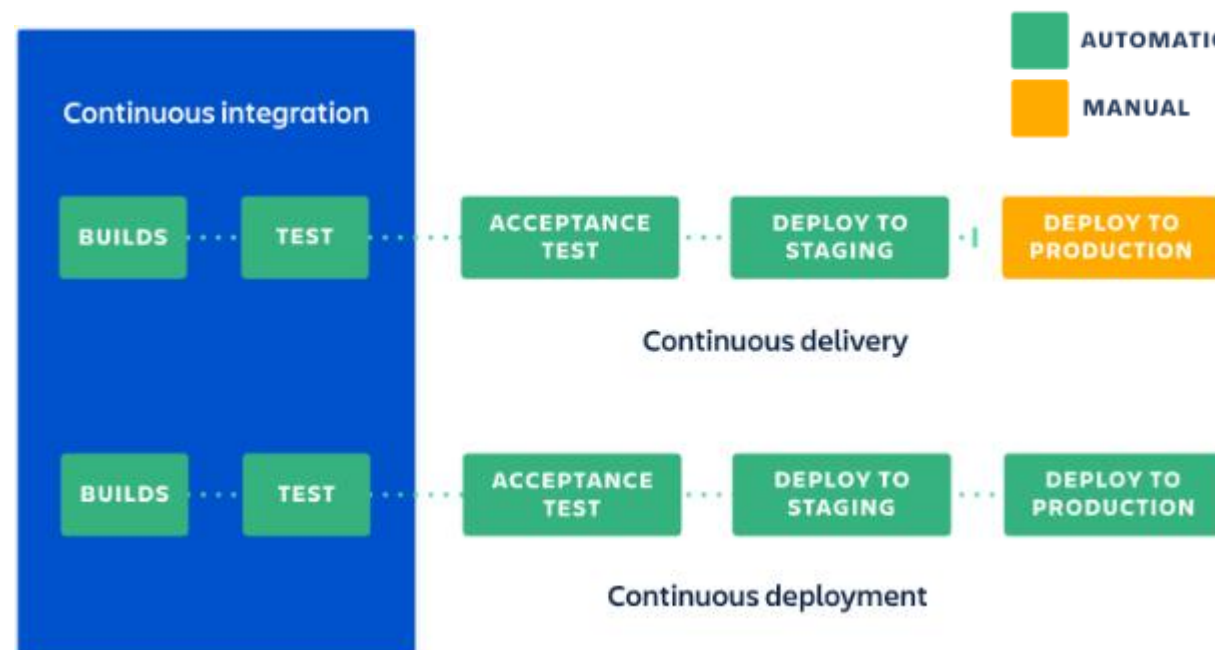 AUTOMATIC
MANUAL
Continuous integration
BUILDS
TEST
ACCEPTANCE
TEST
DEPLOY TO
STAGING
DEPLOY TO
PRODUCTION
Continuous delivery
BUILDS
TEST
ACCEPTANCE
TEST
DEPLOY TO
STAGING
DEPLOY TO
PRODUCTION
Continuous deployment